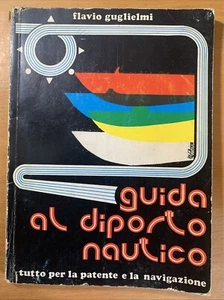 flavio guglielmi
guida
al diporto
nautico
tutto per la patente e la navigazione